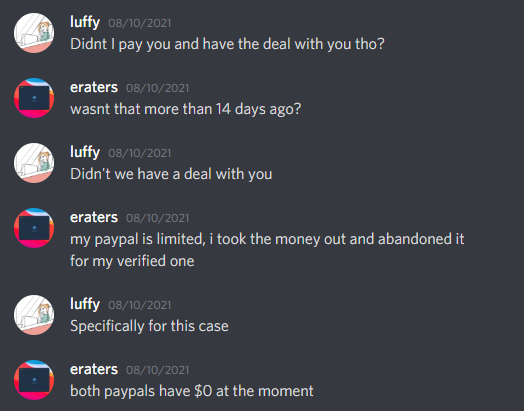 luffy 08/10/2021
Didnt I pay you and have the deal with you tho?
eraters 08/10/2021
wasnt that more than 14 days ago?
luffy 08/10/2021
Didn't we have a deal with you
eraters 08/10/2021
my paypal is limited, i took the money out and abandoned it
for my verified one
luffy 08/10/2021
Specifically for this case
eraters 08/10/2021
both paypals have $0 at the moment